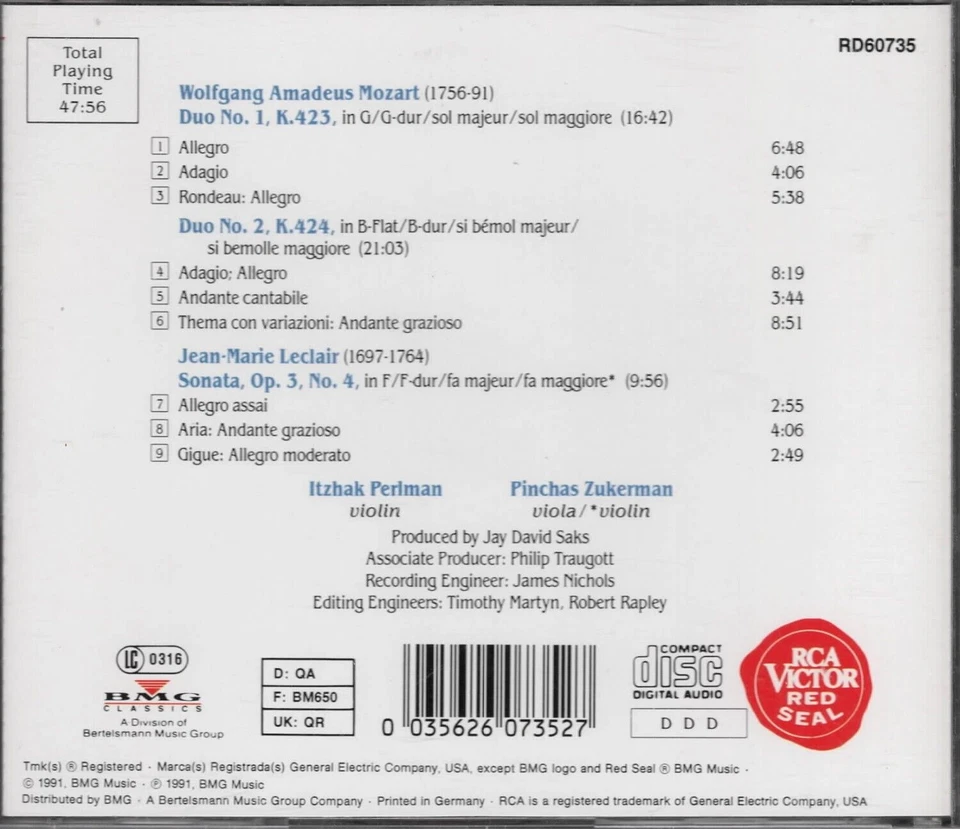 Total
Playing
Time
47:56
RD60735
Wolfgang Amadeus Mozart (1756-91)
Duo No. 1, K.423, in G/G-dur/sol majeur/sol maggiore (16:42)
1 Allegro 6:48
2 Adagio 4:06
3 Rondeau: Allegro 5:38
Duo No. 2, K.424, in B-Flat/B-dur/si bémol majeur/
si bemolle maggiore (21:03)
4 Adagio; Allegro 8:19
5 Andante cantabile 3:44
6 Thema con variazioni: Andante grazioso 8:51
Jean-Marie Leclair (1697-1764)
Sonata, Op. 3, No. 4, in F/F-dur/fa majeur/fa maggiore* (9:56)
7 Allegro assai 2:55
8 Aria: Andante grazioso 4:06
9 Gigue: Allegro moderato 2:49
Itzhak Perlman Pinchas Zukerman
violin viola/*violin
Produced by Jay David Saks
Associate Producer: Philip Traugott
Recording Engineer: James Nichols
Editing Engineers: Timothy Martyn, Robert Rapley
LC 0316
BMG
CLASSICS
A Division of
Bertelsmann Music Group
D: QA
F: BM650
UK: QR
0 035626 073527
COMPACT
disc
DIGITAL AUDIO
D D D
RCA
VICTOR
RED
SEAL
Tmk(s) ® Registered · Marca(s) Registrada(s) General Electric Company, USA, except BMG logo and Red Seal ® BMG Music ·
© 1991, BMG Music · ℗ 1991, BMG Music
Distributed by BMG · A Bertelsmann Music Group Company · Printed in Germany · RCA is a registered trademark of General Electric Company, USA